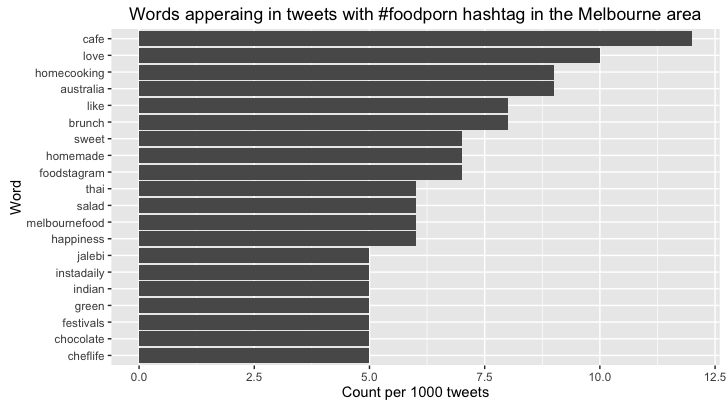 Words apperaing in tweets with #foodporn hashtag in the Melbourne area
Word
cafe
love
homecooking
australia
like
brunch
sweet
homemade
foodstagram
thai
salad
melbournefood
happiness
jalebi
instadaily
indian
green
festivals
chocolate
cheflife
0.0 2.5 5.0 7.5 10.0 12.5
Count per 1000 tweets